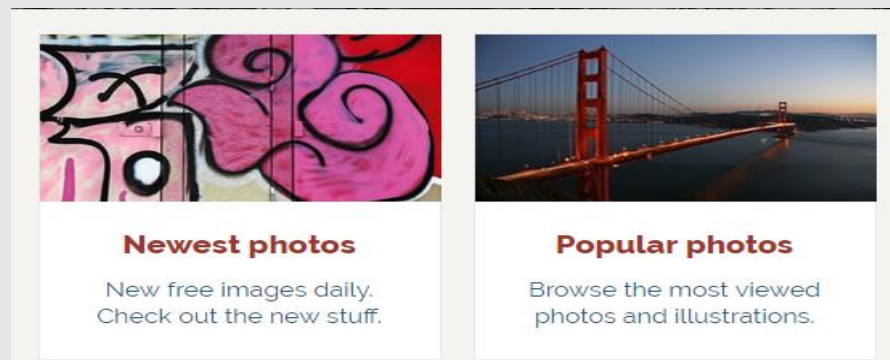 Newest photos
New free images daily.
Check out the new stuff.
Popular photos
Browse the most viewed
photos and illustrations.